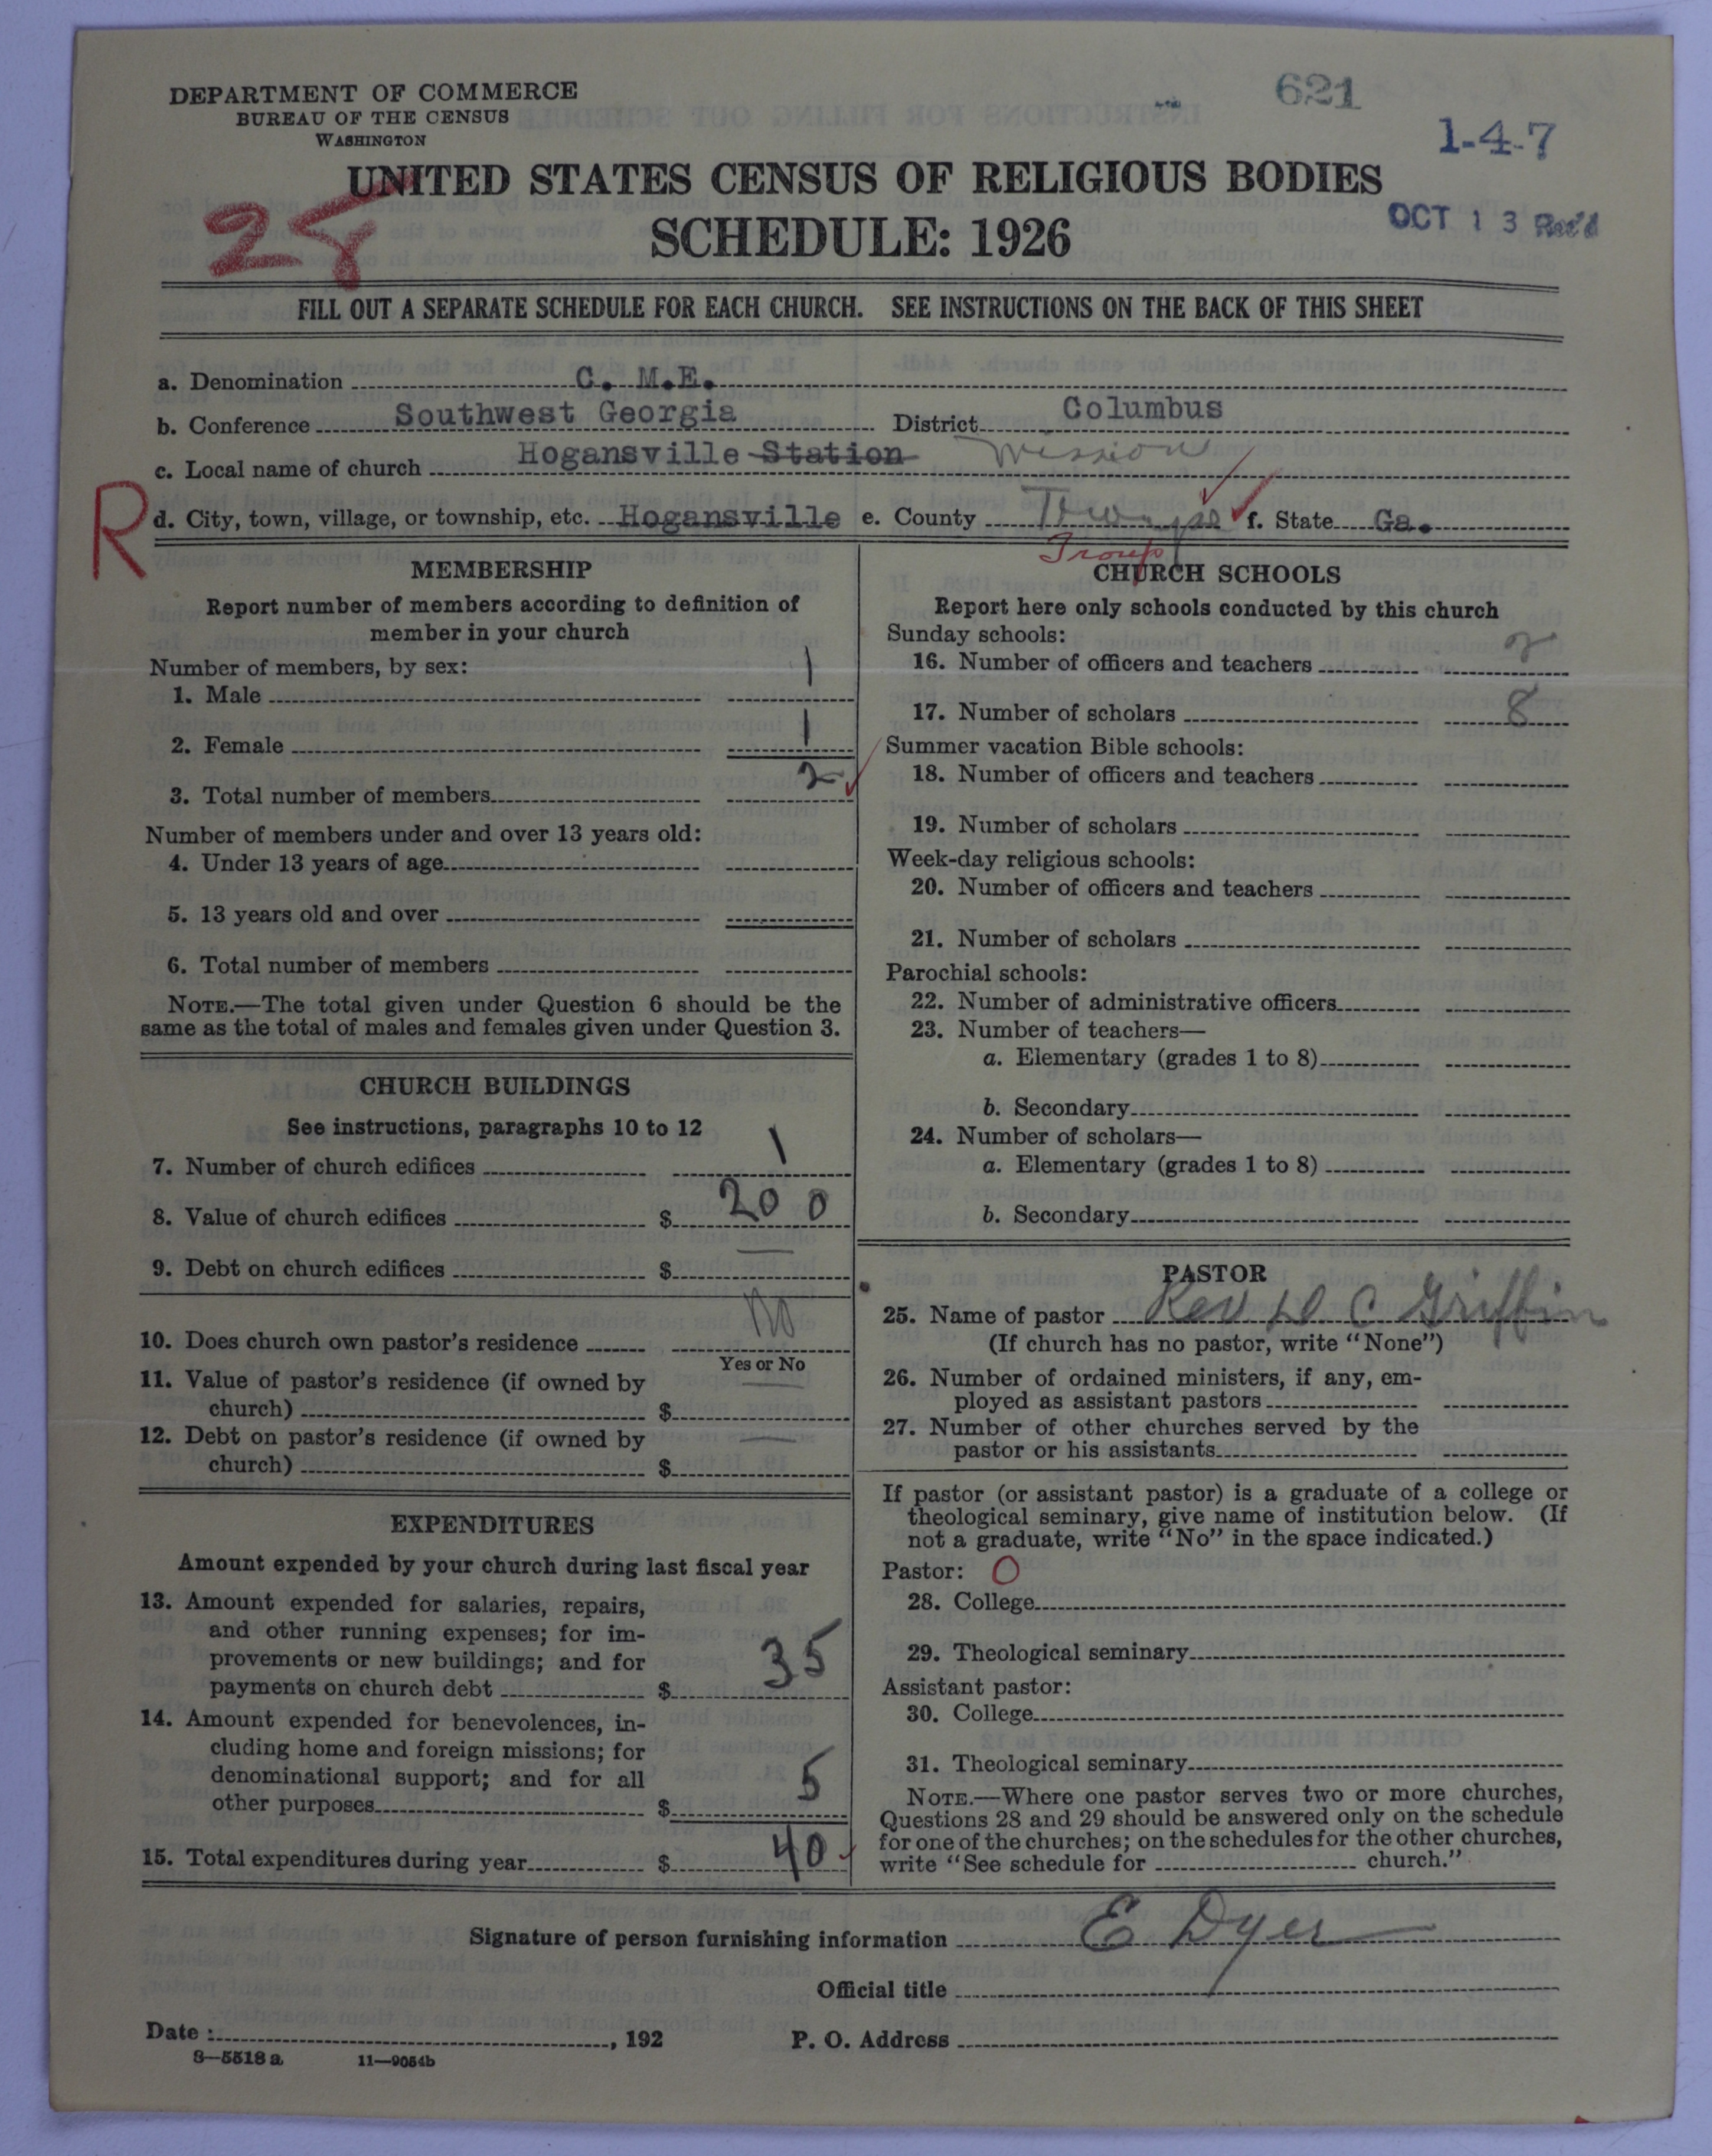 DEPARTMENT OF COMMERCE
BUREAU OF THE CENSUS
WASHINGTON
621
1-4-7
UNITED STATES CENSUS OF RELIGIOUS BODIES
SCHEDULE: 1926
28
OCT 13 Rec'd
FILL OUT A SEPARATE SCHEDULE FOR EACH CHURCH. SEE INSTRUCTIONS ON THE BACK OF THIS SHEET
a. Denomination C. M.E.
b. Conference Southwest Georgia District Columbus
c. Local name of church Hogansville Station Mission
R
d. City, town, village, or township, etc. Hogansville e. County f. State Ga.
Troup
MEMBERSHIP
Report number of members according to definition of
member in your church
Number of members, by sex:
1. Male 1
2. Female 1
3. Total number of members 2
Number of members under and over 13 years old:
4. Under 13 years of age
5. 13 years old and over
6. Total number of members
NOTE.—The total given under Question 6 should be the
same as the total of males and females given under Question 3.
CHURCH BUILDINGS
See instructions, paragraphs 10 to 12
7. Number of church edifices 1
8. Value of church edifices $ 200
9. Debt on church edifices $ —
10. Does church own pastor's residence No
Yes or No
11. Value of pastor's residence (if owned by
church) $ —
12. Debt on pastor's residence (if owned by
church) $ —
EXPENDITURES
Amount expended by your church during last fiscal year
13. Amount expended for salaries, repairs,
and other running expenses; for im-
provements or new buildings; and for
payments on church debt $ 35
14. Amount expended for benevolences, in-
cluding home and foreign missions; for
denominational support; and for all
other purposes $ 5
15. Total expenditures during year $ 40
CHURCH SCHOOLS
Report here only schools conducted by this church
Sunday schools:
16. Number of officers and teachers 2
17. Number of scholars 8
Summer vacation Bible schools:
18. Number of officers and teachers
19. Number of scholars
Week-day religious schools:
20. Number of officers and teachers
21. Number of scholars
Parochial schools:
22. Number of administrative officers
23. Number of teachers—
a. Elementary (grades 1 to 8)
b. Secondary
24. Number of scholars—
a. Elementary (grades 1 to 8)
b. Secondary
PASTOR
25. Name of pastor Rev D C Griffin
(If church has no pastor, write "None")
26. Number of ordained ministers, if any, em-
ployed as assistant pastors
27. Number of other churches served by the
pastor or his assistants
If pastor (or assistant pastor) is a graduate of a college or
theological seminary, give name of institution below. (If
not a graduate, write "No" in the space indicated.)
Pastor: O
28. College
29. Theological seminary
Assistant pastor:
30. College
31. Theological seminary
NOTE.—Where one pastor serves two or more churches,
Questions 28 and 29 should be answered only on the schedule
for one of the churches; on the schedules for the other churches,
write "See schedule for church."
Signature of person furnishing information E Dyer
Official title
Date: , 192 P. O. Address
8—5518a 11—9054b